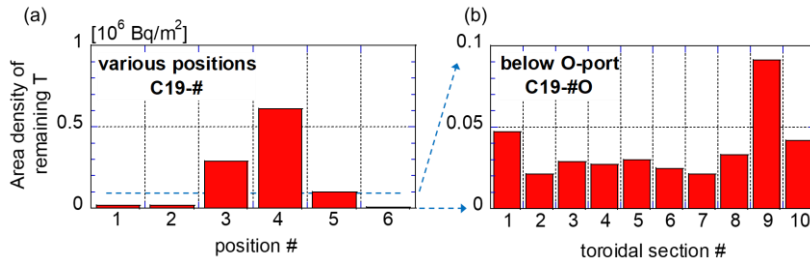 (a)
[10⁶ Bq/m²]
Area density of
remaining T
1
0.5
0
various positions
C19-#
1 2 3 4 5 6
position #
(b)
0.1
0.05
0
below O-port
C19-#O
1 2 3 4 5 6 7 8 9 10
toroidal section #